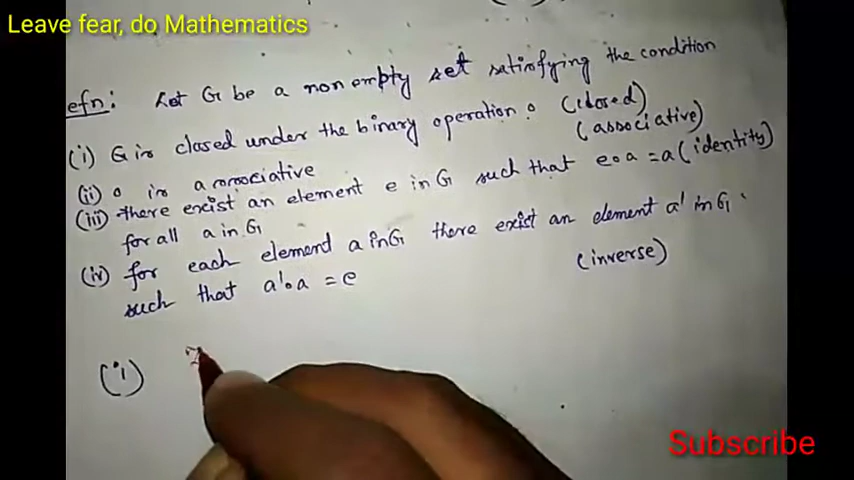 Leave fear, do Mathematics
efn: Let G be a non empty set satisfying the condition
(i) G is closed under the binary operation o (closed)
(ii) o is associative (associative)
(iii) there exist an element e in G such that e o a = a (identity)
for all a in G
(iv) for each element a in G there exist an element a' in G
such that a' o a = e (inverse)
(i)
Subscribe